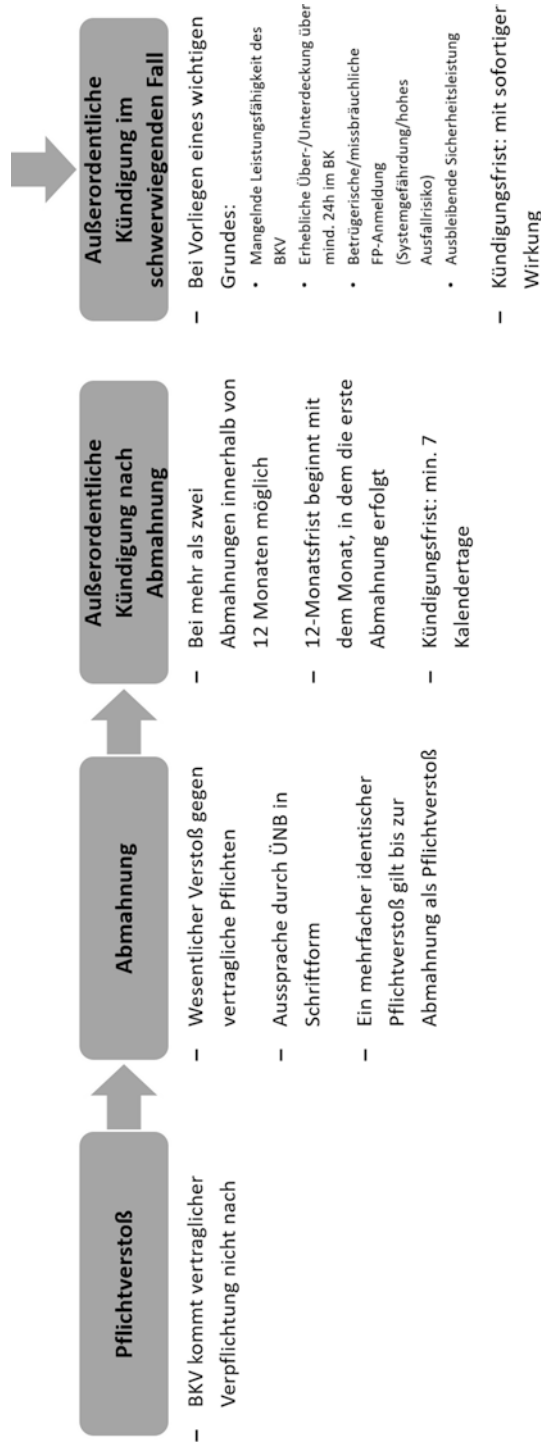 Pflichtverstoß
– BKV kommt vertraglicher
Verpflichtung nicht nach
Abmahnung
– Wesentlicher Verstoß gegen
vertragliche Pflichten
– Aussprache durch ÜNB in
Schriftform
– Ein mehrfacher identischer
Pflichtverstoß gilt bis zur
Abmahnung als Pflichtverstoß
Außerordentliche
Kündigung nach
Abmahnung
– Bei mehr als zwei
Abmahnungen innerhalb von
12 Monaten möglich
– 12-Monatsfrist beginnt mit
dem Monat, in dem die erste
Abmahnung erfolgt
– Kündigungsfrist: min. 7
Kalendertage
Außerordentliche
Kündigung im
schwerwiegenden Fall
– Bei Vorliegen eines wichtigen
Grundes:
• Mangelnde Leistungsfähigkeit des
BKV
• Erhebliche Über-/Unterdeckung über
mind. 24h im BK
• Betrügerische/missbräuchliche
FP-Anmeldung
(Systemgefährdung/hohes
Ausfallrisiko)
• Ausbleibende Sicherheitsleistung
– Kündigungsfrist: mit sofortiger
Wirkung